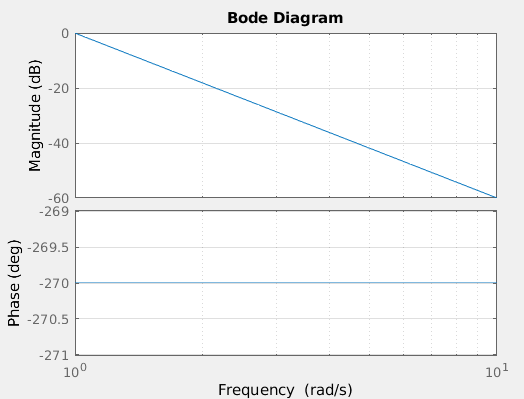 Bode Diagram
Magnitude (dB)
0
-20
-40
-60
Phase (deg)
-269
-269.5
-270
-270.5
-271
10^0
10^1
Frequency (rad/s)